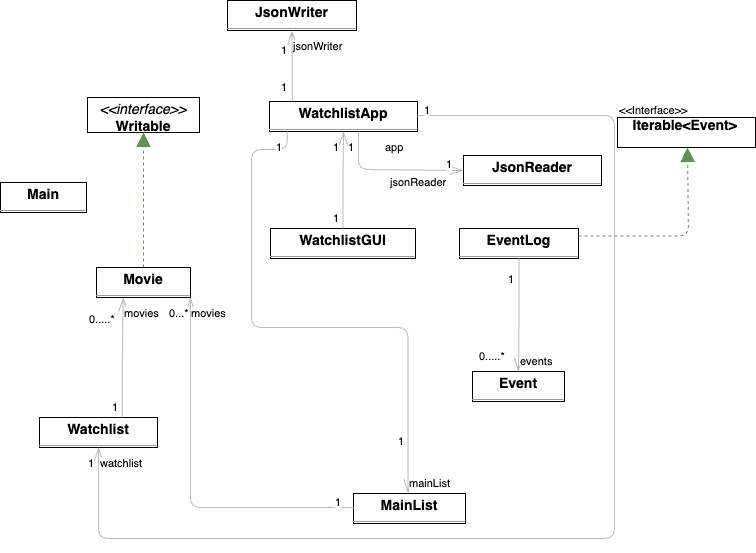 JsonWriter
1
jsonWriter
1
<<interface>>
Writable
WatchlistApp
1
<<Interface>>
Iterable<Event>
1
1
1
app
1
JsonReader
jsonReader
Main
1
WatchlistGUI
EventLog
Movie
1
0.....*
movies
0...*
movies
0.....*
events
Event
1
Watchlist
1
1
watchlist
mainList
1
MainList